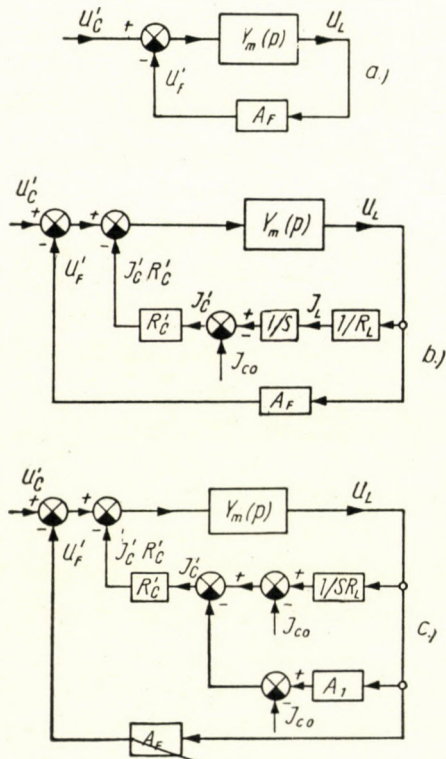 U'C + Ym(p) UL
−
U'F a.)
AF
U'C + + Ym(p) UL
− −
U'F J'C R'C
J'C + JL
R'C − 1/S 1/RL
b.)
JCO
AF
U'C + + Ym(p) UL
− −
U'F J'C R'C
J'C + +
R'C − − 1/SRL
JCO c.)
+ A1
− JCO
AF